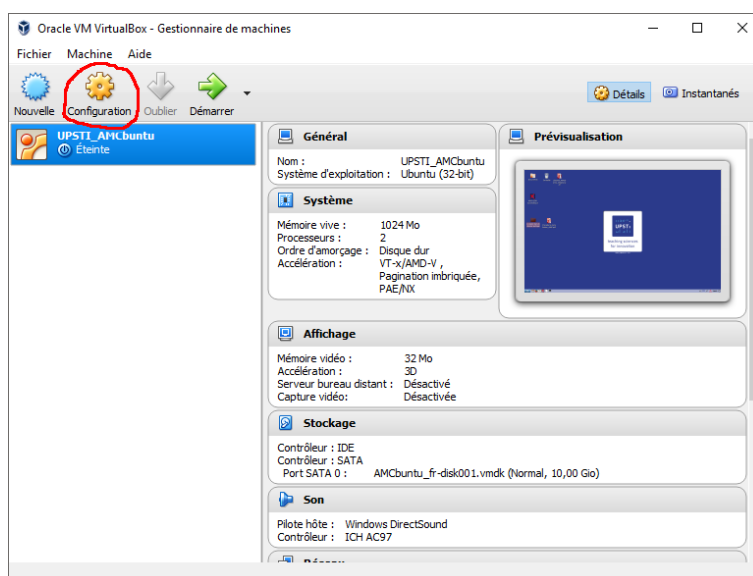 Oracle VM VirtualBox - Gestionnaire de machines
Fichier Machine Aide
Nouvelle Configuration Oublier Démarrer
Détails Instantanés
UPSTI_AMCbuntu
Éteinte
Général
Nom : UPSTI_AMCbuntu
Système d'exploitation : Ubuntu (32-bit)
Prévisualisation
UPSTI
Système
Mémoire vive : 1024 Mo
Processeurs : 2
Ordre d'amorçage : Disque dur
Accélération : VT-x/AMD-V ,
Pagination imbriquée,
PAE/NX
Affichage
Mémoire vidéo : 32 Mo
Accélération : 3D
Serveur bureau distant : Désactivé
Capture vidéo: Désactivée
Stockage
Contrôleur : IDE
Contrôleur : SATA
Port SATA 0 : AMCbuntu_fr-disk001.vmdk (Normal, 10,00 Gio)
Son
Pilote hôte : Windows DirectSound
Contrôleur : ICH AC97
Réseau